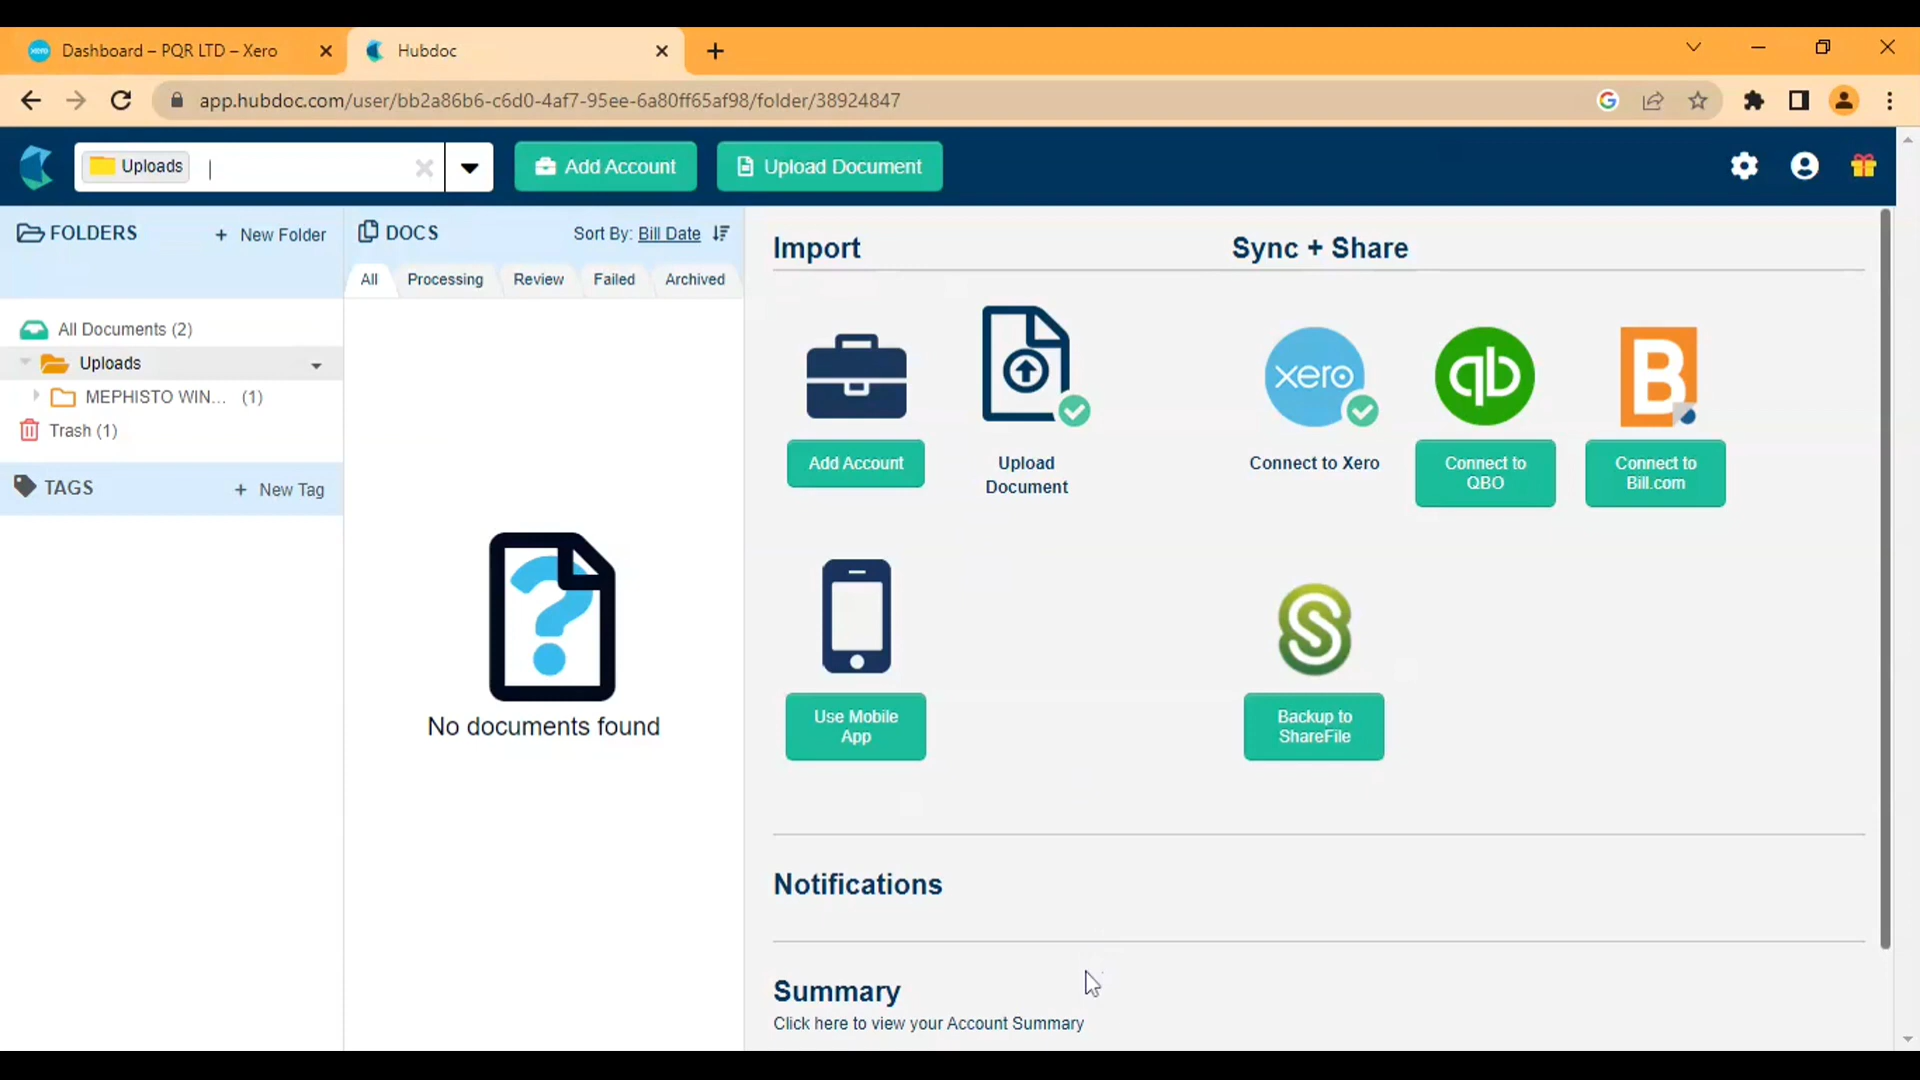 Dashboard – PQR LTD – Xero
Hubdoc
app.hubdoc.com/user/bb2a86b6-c6d0-4af7-95ee-6a80ff65af98/folder/38924847
Uploads
Add Account
Upload Document
FOLDERS
+ New Folder
All Documents (2)
Uploads
MEPHISTO WIN... (1)
Trash (1)
TAGS
+ New Tag
DOCS
Sort By: Bill Date
All
Processing
Review
Failed
Archived
No documents found
Import
Add Account
Upload
Document
Use Mobile
App
Sync + Share
xero
Connect to Xero
qb
Connect to
QBO
B
Connect to
Bill.com
S
Backup to
ShareFile
Notifications
Summary
Click here to view your Account Summary